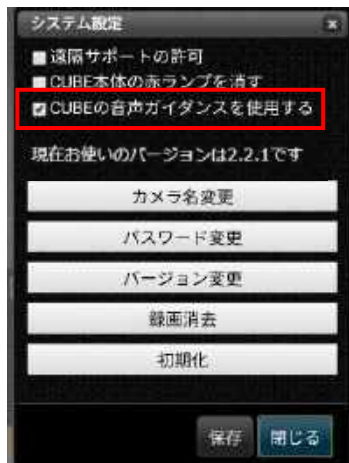 システム設定
遠隔サポートの許可
CUBE本体の赤ランプを消す
CUBEの音声ガイダンスを使用する
現在お使いのバージョンは2.2.1です
カメラ名変更
パスワード変更
バージョン変更
録画消去
初期化
保存 閉じる